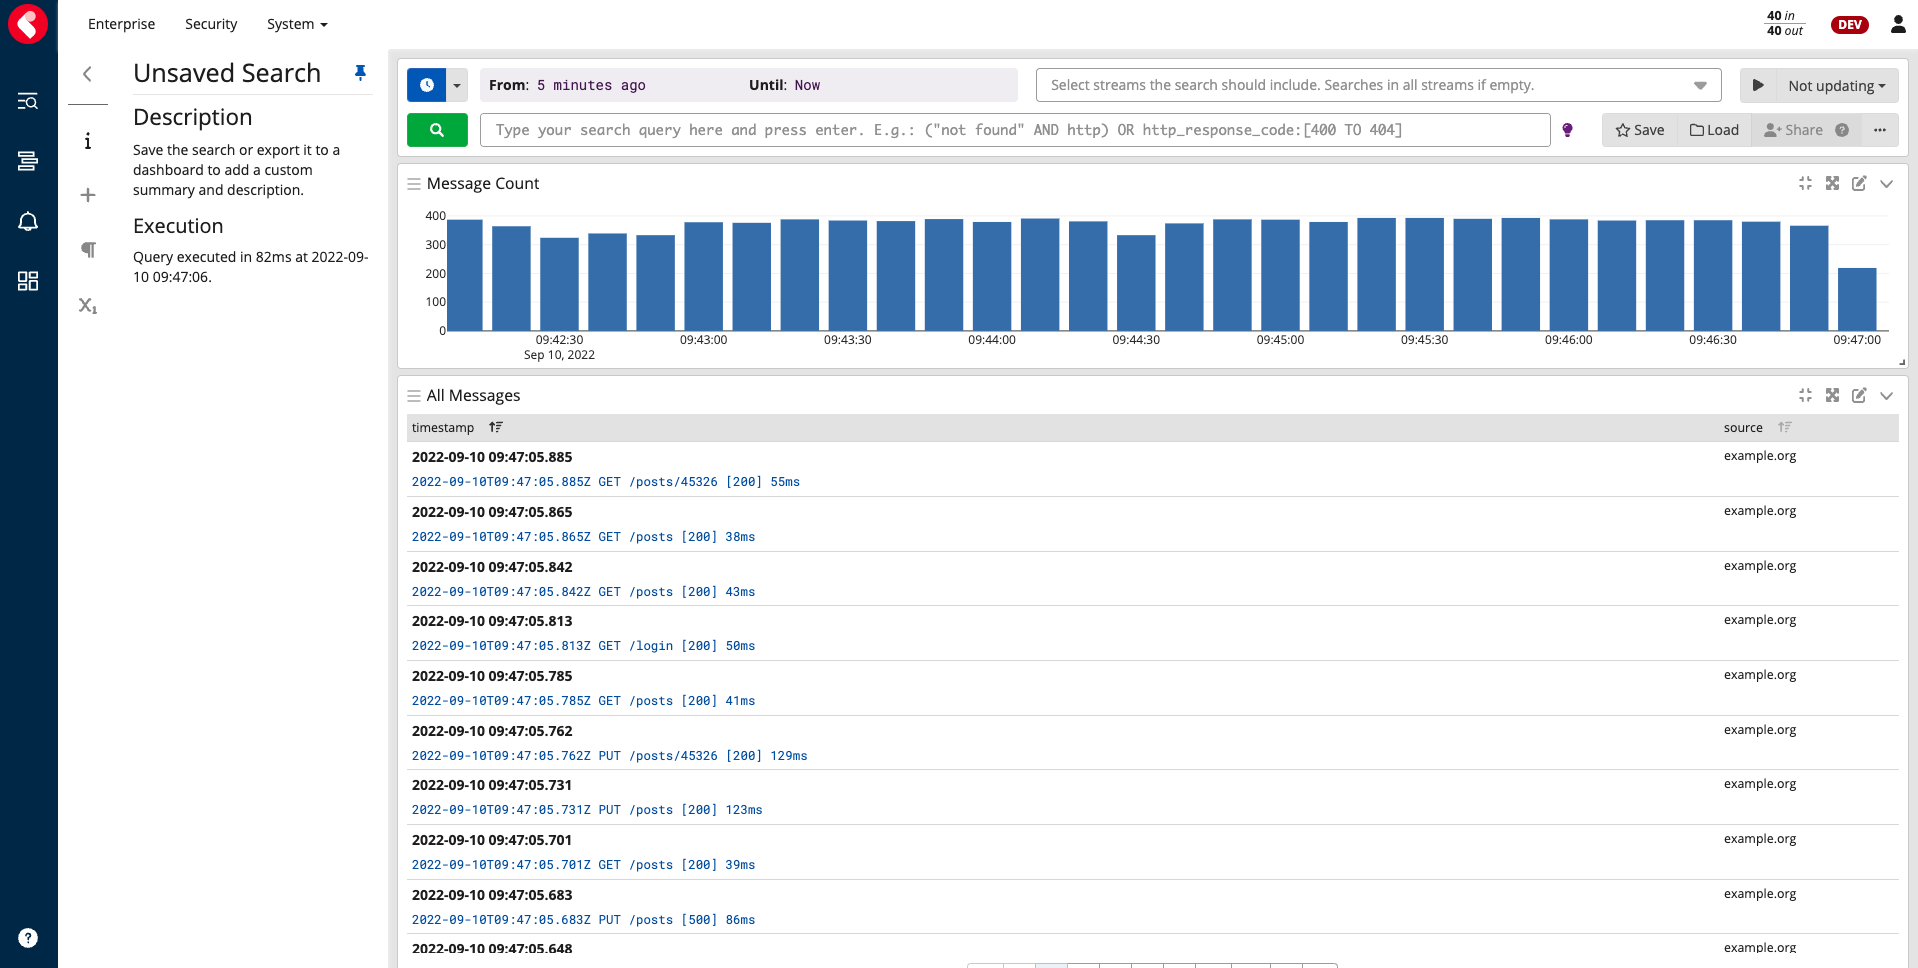 Enterprise Security System
40 in
40 out
DEV
Unsaved Search
Description
Save the search or export it to a
dashboard to add a custom
summary and description.
Execution
Query executed in 82ms at 2022-09-
10 09:47:06.
From: 5 minutes ago Until: Now
Select streams the search should include. Searches in all streams if empty.
Not updating
Type your search query here and press enter. E.g.: ("not found" AND http) OR http_response_code:[400 TO 404]
Save Load Share
Message Count
400
300
200
100
0
09:42:30 09:43:00 09:43:30 09:44:00 09:44:30 09:45:00 09:45:30 09:46:00 09:46:30 09:47:00
Sep 10, 2022
All Messages
timestamp source
2022-09-10 09:47:05.885 example.org
2022-09-10T09:47:05.885Z GET /posts/45326 [200] 55ms
2022-09-10 09:47:05.865 example.org
2022-09-10T09:47:05.865Z GET /posts [200] 38ms
2022-09-10 09:47:05.842 example.org
2022-09-10T09:47:05.842Z GET /posts [200] 43ms
2022-09-10 09:47:05.813 example.org
2022-09-10T09:47:05.813Z GET /login [200] 50ms
2022-09-10 09:47:05.785 example.org
2022-09-10T09:47:05.785Z GET /posts [200] 41ms
2022-09-10 09:47:05.762 example.org
2022-09-10T09:47:05.762Z PUT /posts/45326 [200] 129ms
2022-09-10 09:47:05.731 example.org
2022-09-10T09:47:05.731Z PUT /posts [200] 123ms
2022-09-10 09:47:05.701 example.org
2022-09-10T09:47:05.701Z GET /posts [200] 39ms
2022-09-10 09:47:05.683 example.org
2022-09-10T09:47:05.683Z PUT /posts [500] 86ms
2022-09-10 09:47:05.648 example.org